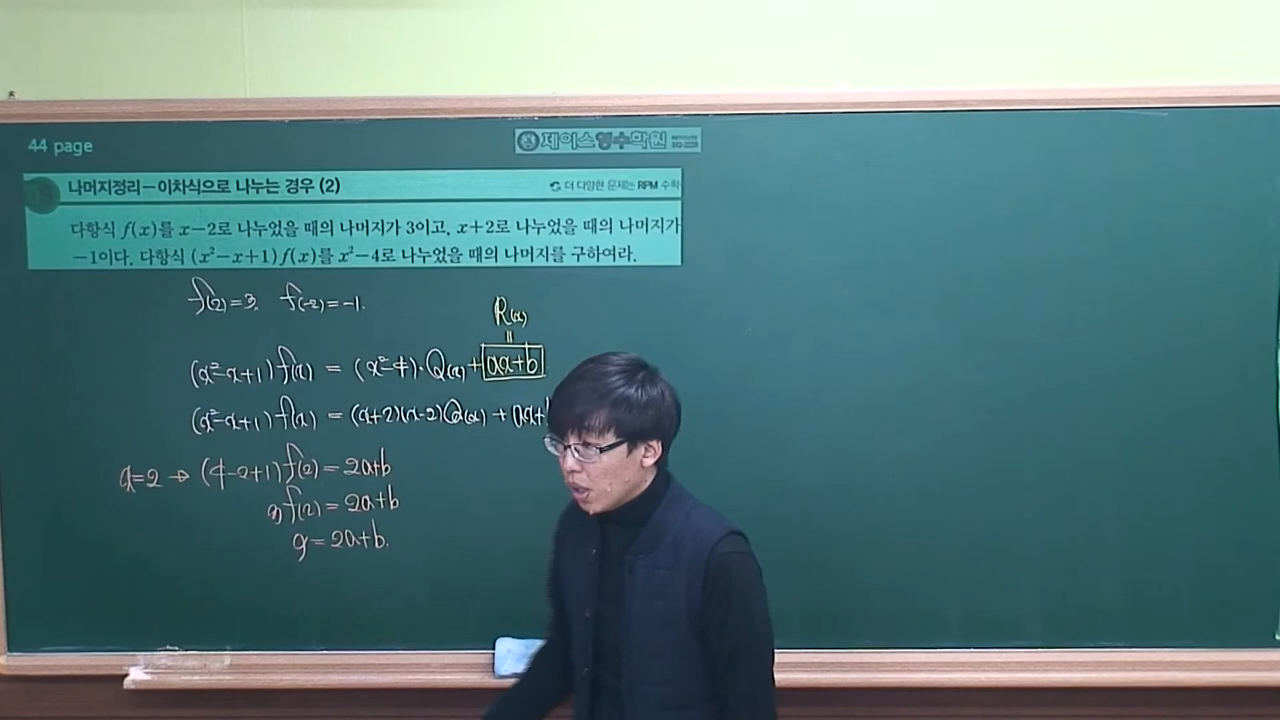 44 page
제이스영수학원
나머지정리-이차식으로 나누는 경우 (2)
더 다양한 문제는 RPM 수학
다항식 f(x)를 x-2로 나누었을 때의 나머지가 3이고, x+2로 나누었을 때의 나머지가
-1이다. 다항식 (x²-x+1)f(x)를 x²-4로 나누었을 때의 나머지를 구하여라.
f(2)=3, f(-2)=-1.
R(x)
=
(x²-x+1)f(x) = (x²-4)·Q(x)+ax+b
(x²-x+1)f(x) = (x+2)(x-2)Q(x) + ax+
x=2 → (4-2+1)f(2) = 2a+b
3f(2) = 2a+b
9=2a+b.